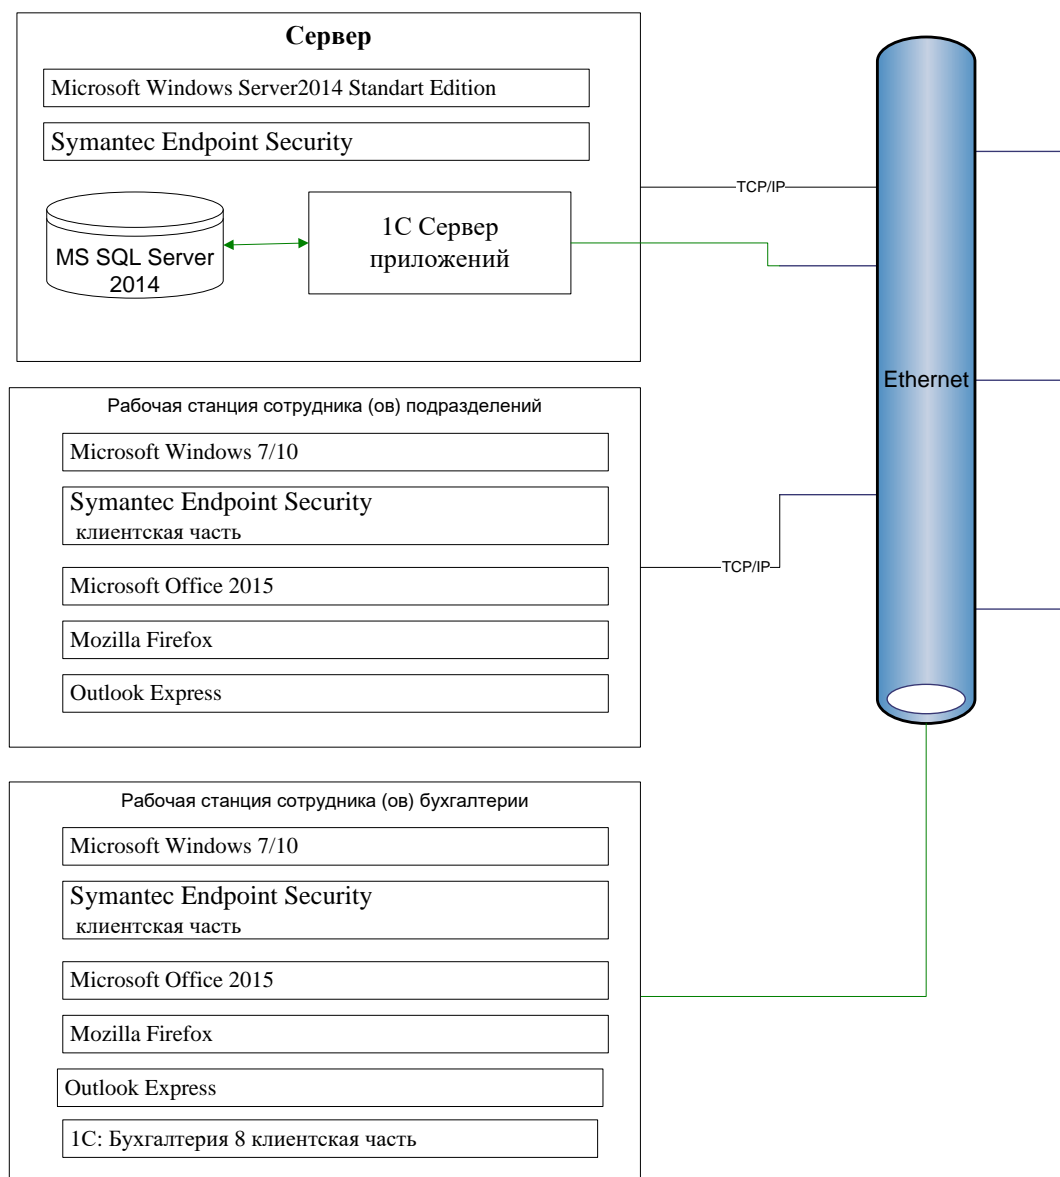 Сервер
Microsoft Windows Server2014 Standart Edition
Symantec Endpoint Security
MS SQL Server
2014
1С Сервер
приложений
TCP/IP
Ethernet
Рабочая станция сотрудника (ов) подразделений
Microsoft Windows 7/10
Symantec Endpoint Security
клиентская часть
Microsoft Office 2015
Mozilla Firefox
Outlook Express
TCP/IP
Рабочая станция сотрудника (ов) бухгалтерии
Microsoft Windows 7/10
Symantec Endpoint Security
клиентская часть
Microsoft Office 2015
Mozilla Firefox
Outlook Express
1С: Бухгалтерия 8 клиентская часть